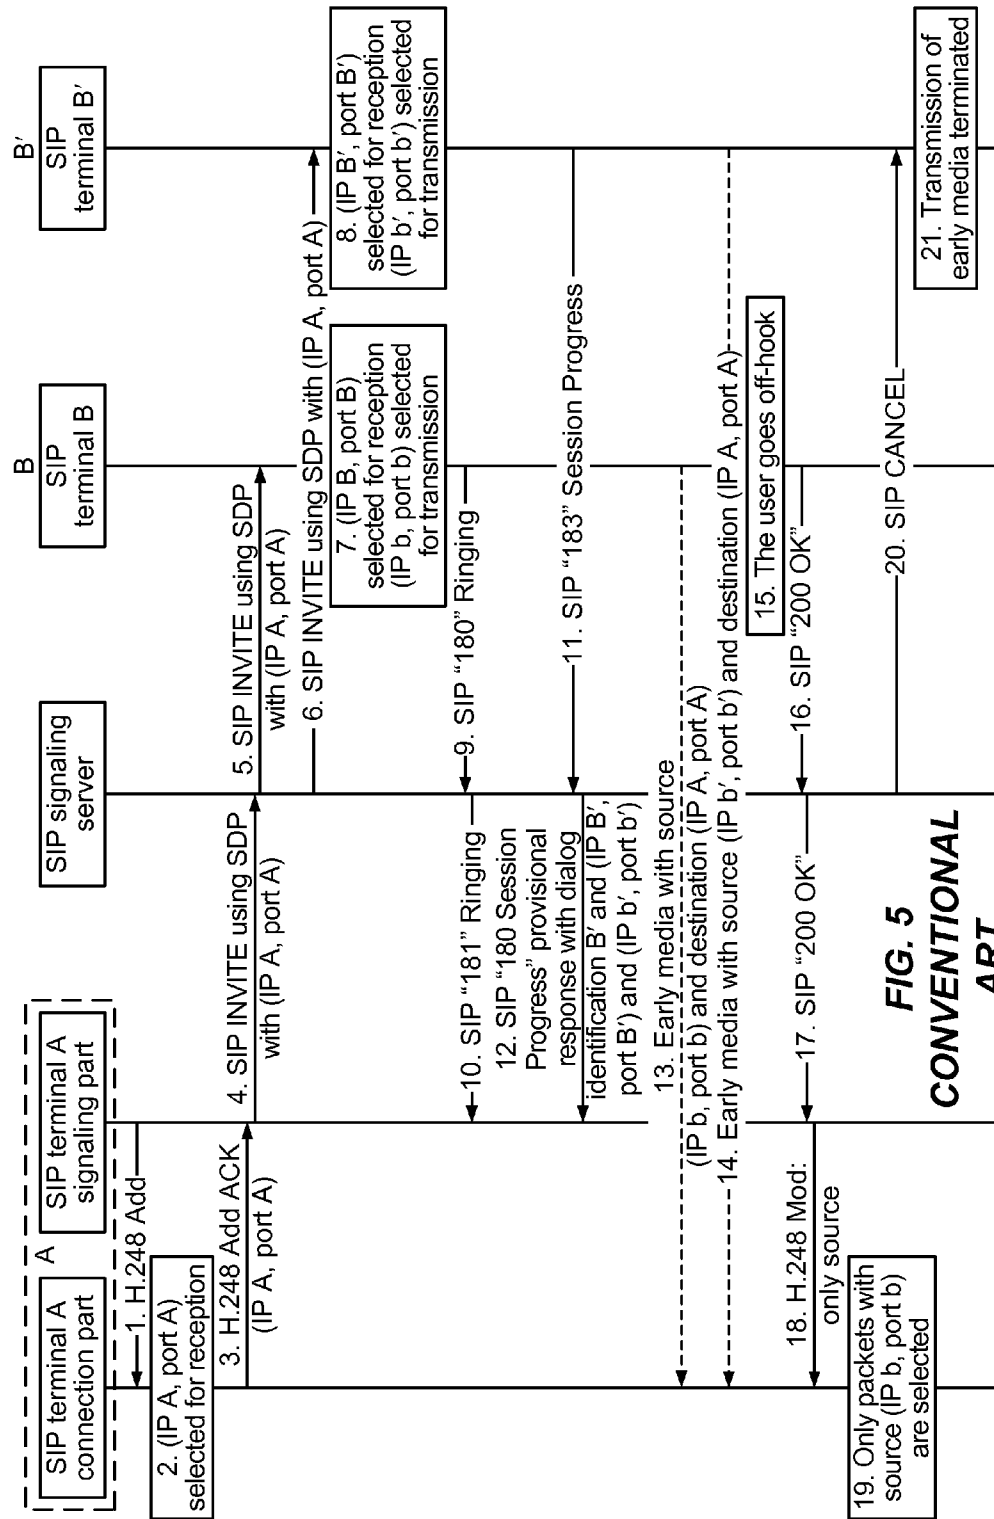 A
SIP terminal A
connection part
SIP terminal A
signaling part
SIP signaling
server
B
SIP
terminal B
B′
SIP
terminal B′
1. H.248 Add
2. (IP A, port A)
selected for reception
3. H.248 Add ACK
(IP A, port A)
4. SIP INVITE using SDP
with (IP A, port A)
5. SIP INVITE using SDP
with (IP A, port A)
6. SIP INVITE using SDP with (IP A, port A)
7. (IP B, port B)
selected for reception
(IP b, port b) selected
for transmission
8. (IP B′, port B′)
selected for reception
(IP b′, port b′) selected
for transmission
9. SIP “180” Ringing
10. SIP “181” Ringing
11. SIP “183” Session Progress
12. SIP “180 Session
Progress” provisional
response with dialog
identification B′ and (IP B′,
port B′) and (IP b′, port b′)
13. Early media with source
(IP b, port b) and destination (IP A, port A)
14. Early media with source (IP b′, port b′) and destination (IP A, port A)
15. The user goes off-hook
16. SIP “200 OK”
17. SIP “200 OK”
18. H.248 Mod:
only source
19. Only packets with
source (IP b, port b)
are selected
20. SIP CANCEL
21. Transmission of
early media terminated
FIG. 5
CONVENTIONAL
ART